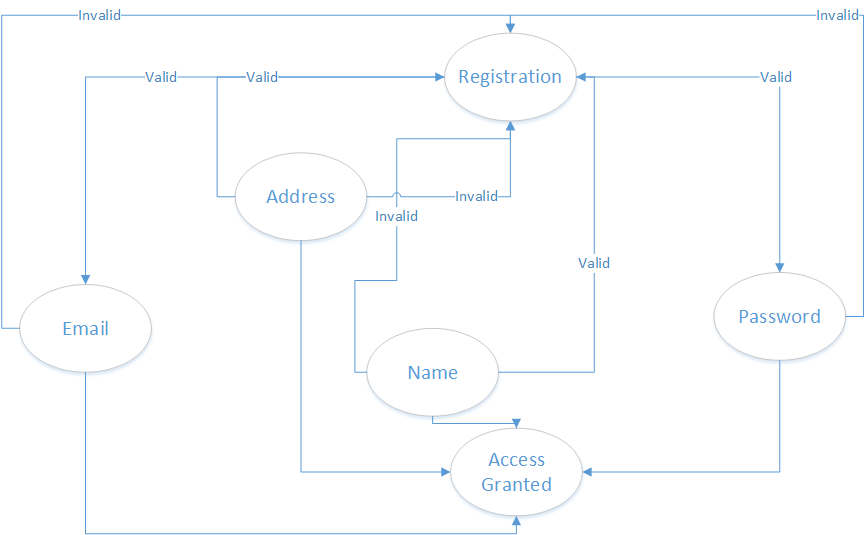 Invalid
Invalid
Registration
Valid
Valid
Valid
Address
Invalid
Invalid
Valid
Email
Password
Name
Access
Granted